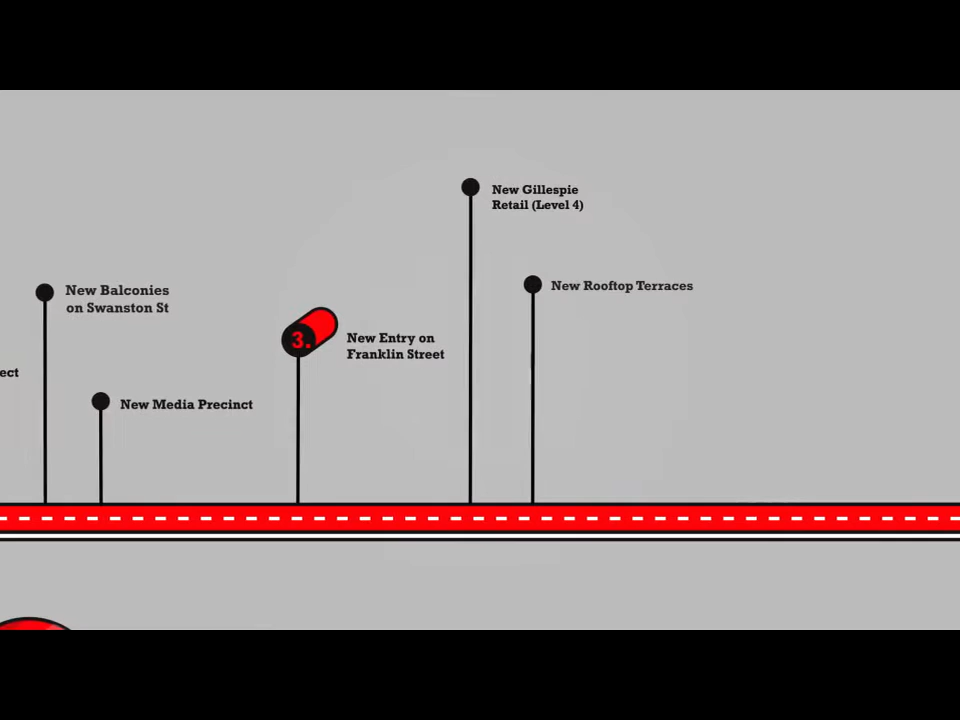 New Gillespie
Retail (Level 4)
New Balconies
on Swanston St
New Rooftop Terraces
3.
New Entry on
Franklin Street
ect
New Media Precinct